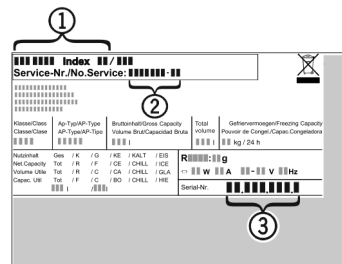 1
Index /
Service-Nr./No.Service: -
2
Klasse/Class Ap-Typ/AP-Type Bruttoinhalt/Gross Capacity Total Gefriervermoegen/Freezing Capacity
Classe/Clase AP-Type/AP-Tipo Volume Brut/Capacidad Bruta volume Pouvoir de Congel./Capac.Congeladora
l l kg / 24 h
Nutzinhalt Ges / K / G / KE / KALT / EIS
Net.Capacity Tot / R / F / CE / CHILL / ICE
Volume Utile Tot / R / C / CA / CHILL / GLA
Capac. Util Tot / F / C / BO / CHILL / HIE
l / l
R : g
W A - V Hz
Serial-Nr. , , ,
3